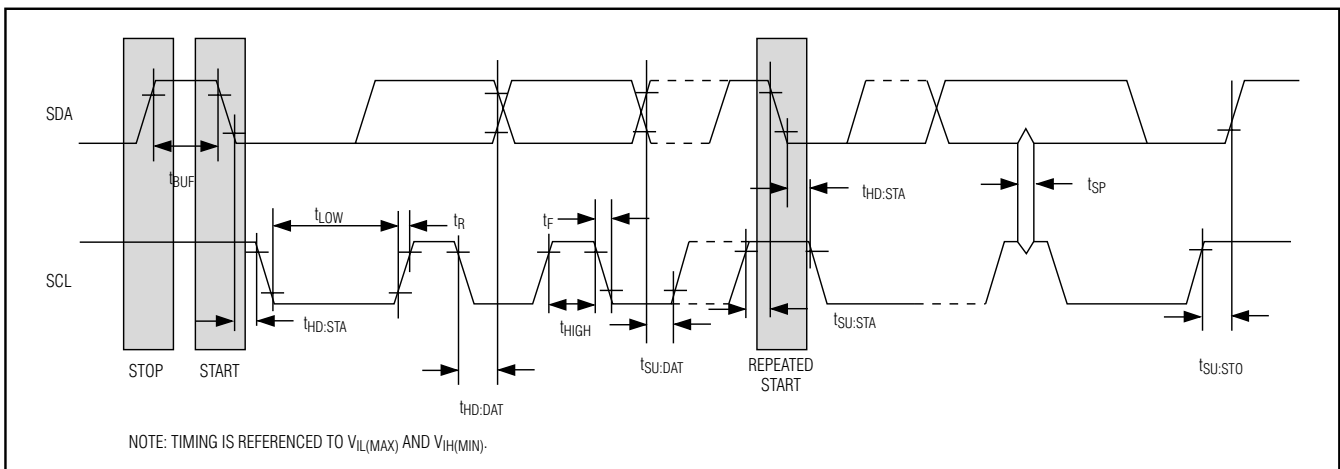 SDA
tBUF
tLOW
tR
tF
tHD:STA
tSP
SCL
tHD:STA
tHIGH
tSU:DAT
tSU:STA
tSU:STO
STOP
START
REPEATED
START
tHD:DAT
NOTE: TIMING IS REFERENCED TO VIL(MAX) AND VIH(MIN).